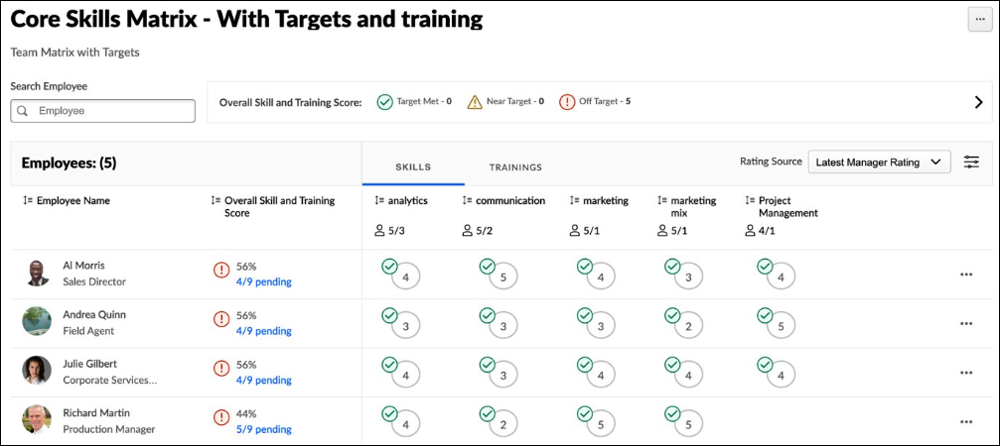 Core Skills Matrix - With Targets and training
...
Team Matrix with Targets
Search Employee
Employee
Overall Skill and Training Score: Target Met - 0 Near Target - 0 Off Target - 5
Employees: (5)
SKILLS TRAININGS
Rating Source Latest Manager Rating
Employee Name
Overall Skill and Training
Score
analytics communication marketing marketing
mix
Project
Management
5/3 5/2 5/1 5/1 4/1
Al Morris
Sales Director
56%
4/9 pending
4 5 4 3 4
...
Andrea Quinn
Field Agent
56%
4/9 pending
3 3 3 2 5
...
Julie Gilbert
Corporate Services...
56%
4/9 pending
4 3 4 4 4
...
Richard Martin
Production Manager
44%
5/9 pending
4 2 5 5
...